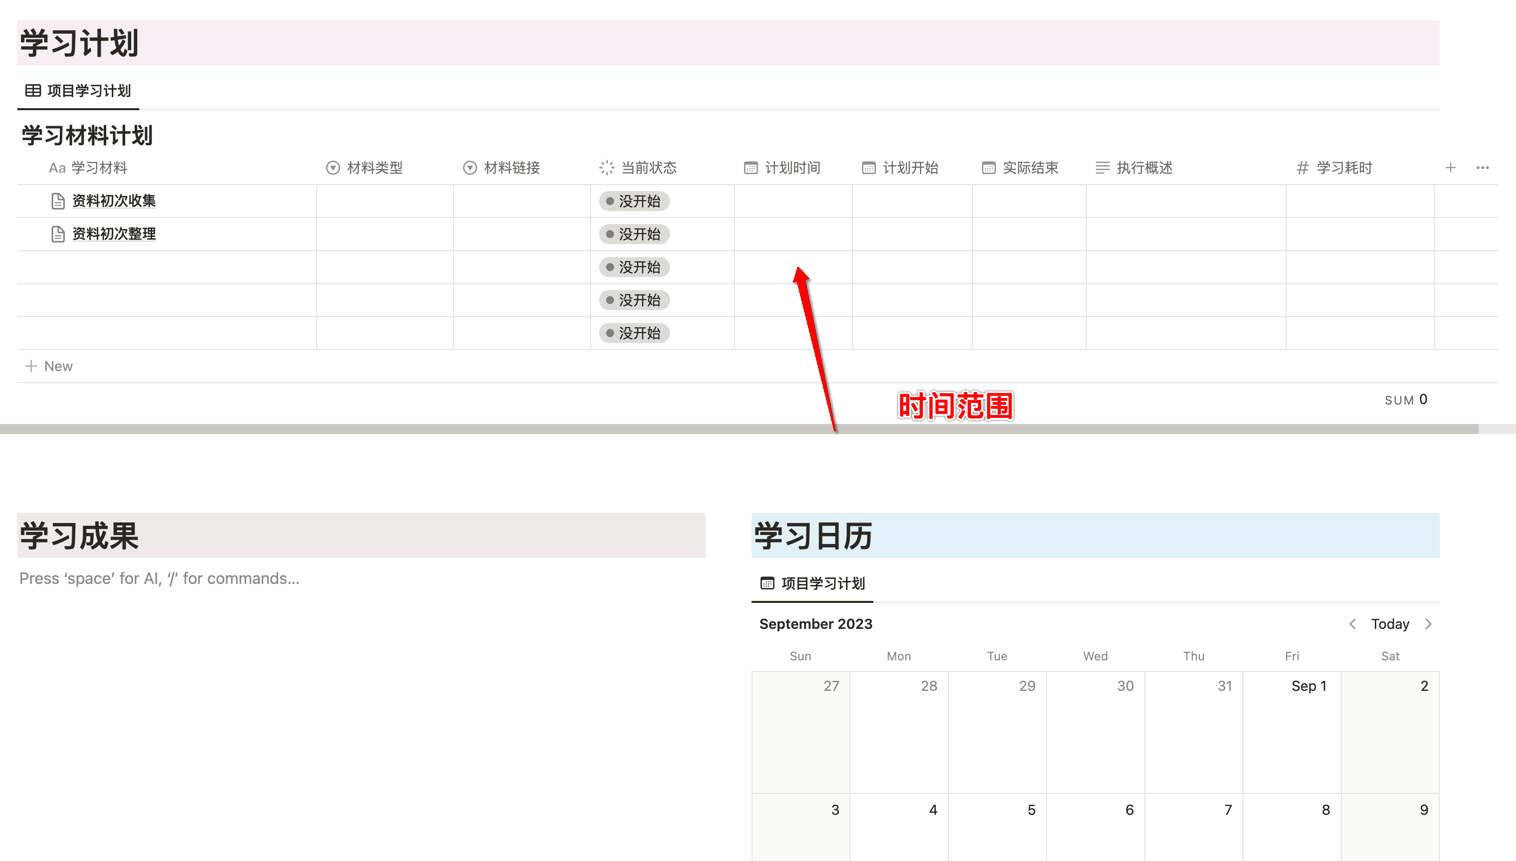 学习计划
项目学习计划
学习材料计划
Aa 学习材料 材料类型 材料链接 当前状态 计划时间 计划开始 实际结束 执行概述 # 学习耗时 + ...
资料初次收集 没开始
资料初次整理 没开始
没开始
没开始
没开始
+ New
时间范围
SUM 0
学习成果
Press ‘space’ for AI, ‘/’ for commands...
学习日历
项目学习计划
September 2023 < Today >
Sun Mon Tue Wed Thu Fri Sat
27 28 29 30 31 Sep 1 2
3 4 5 6 7 8 9